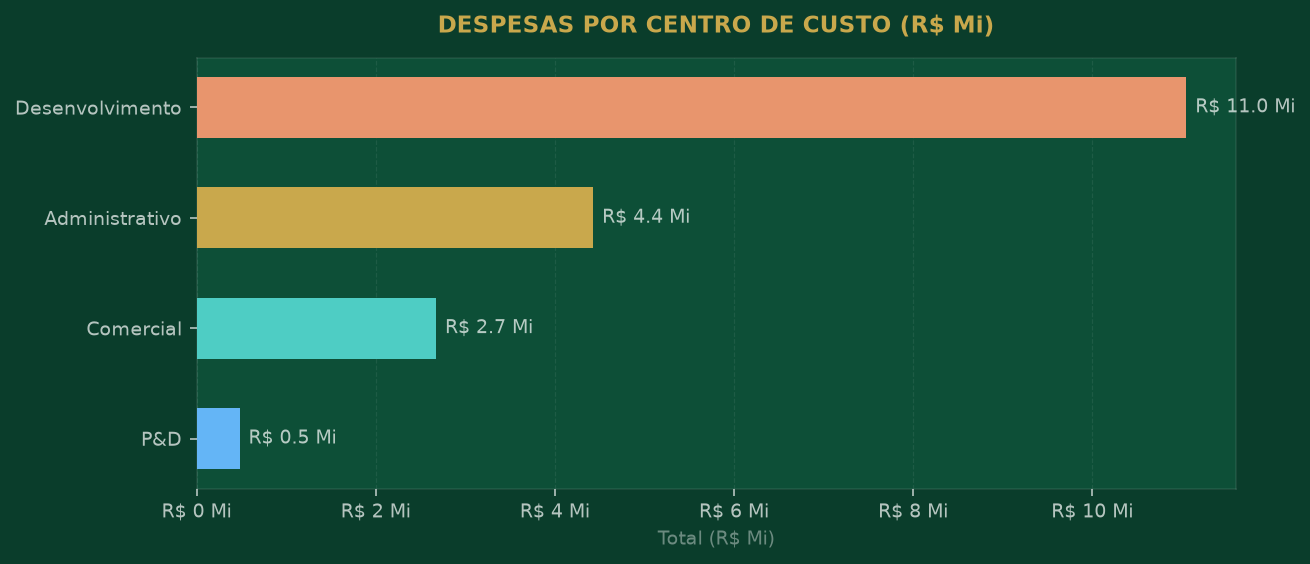 DESPESAS POR CENTRO DE CUSTO (R$ Mi)
Desenvolvimento
R$ 11.0 Mi
Administrativo
R$ 4.4 Mi
Comercial
R$ 2.7 Mi
P&D
R$ 0.5 Mi
R$ 0 Mi R$ 2 Mi R$ 4 Mi R$ 6 Mi R$ 8 Mi R$ 10 Mi
Total (R$ Mi)